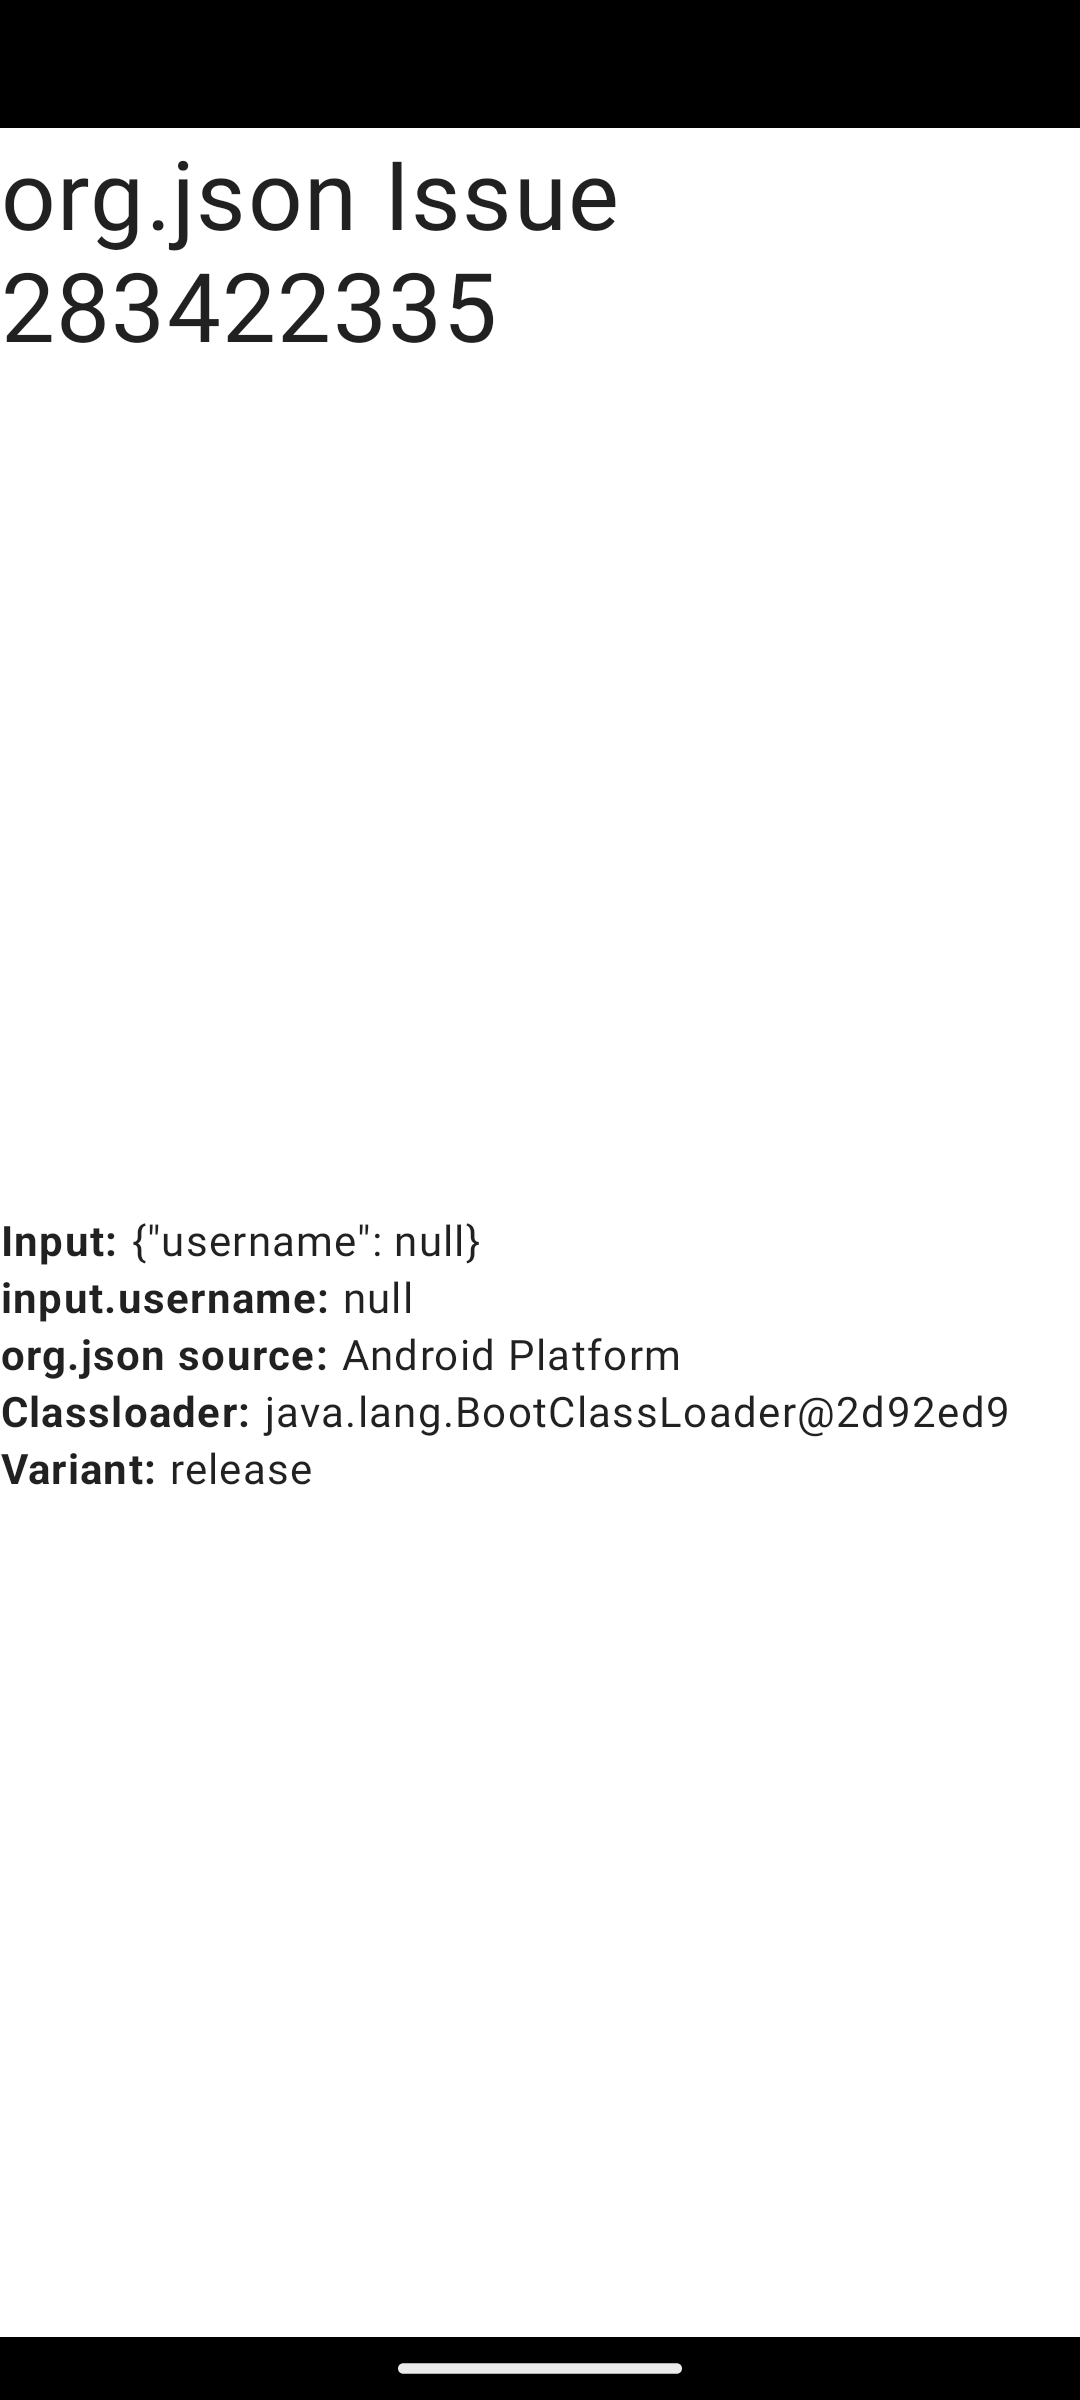 org.json Issue
283422335
Input: {"username": null}
input.username: null
org.json source: Android Platform
Classloader: java.lang.BootClassLoader@2d92ed9
Variant: release